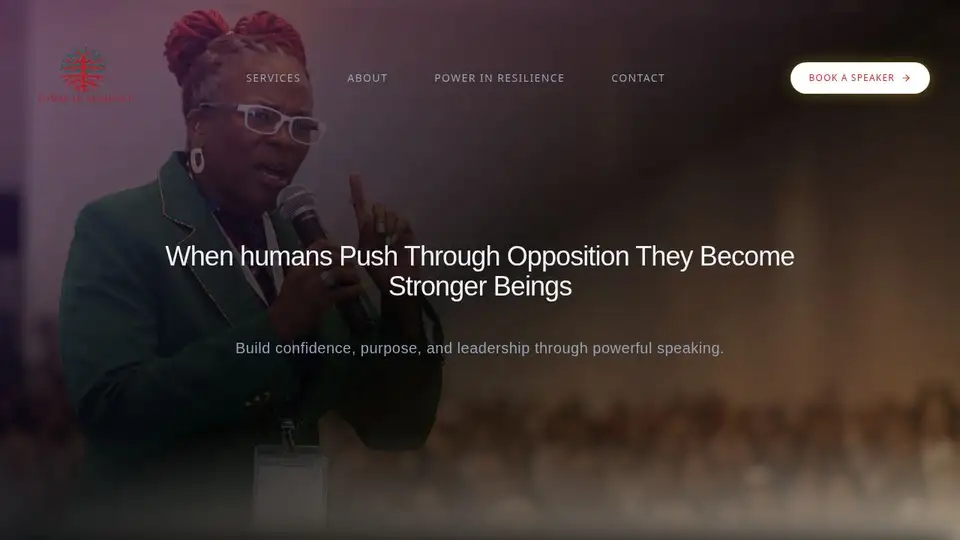 SERVICES
ABOUT
POWER IN RESILIENCE
CONTACT
BOOK A SPEAKER →
When humans Push Through Opposition They Become
Stronger Beings
Build confidence, purpose, and leadership through powerful speaking.